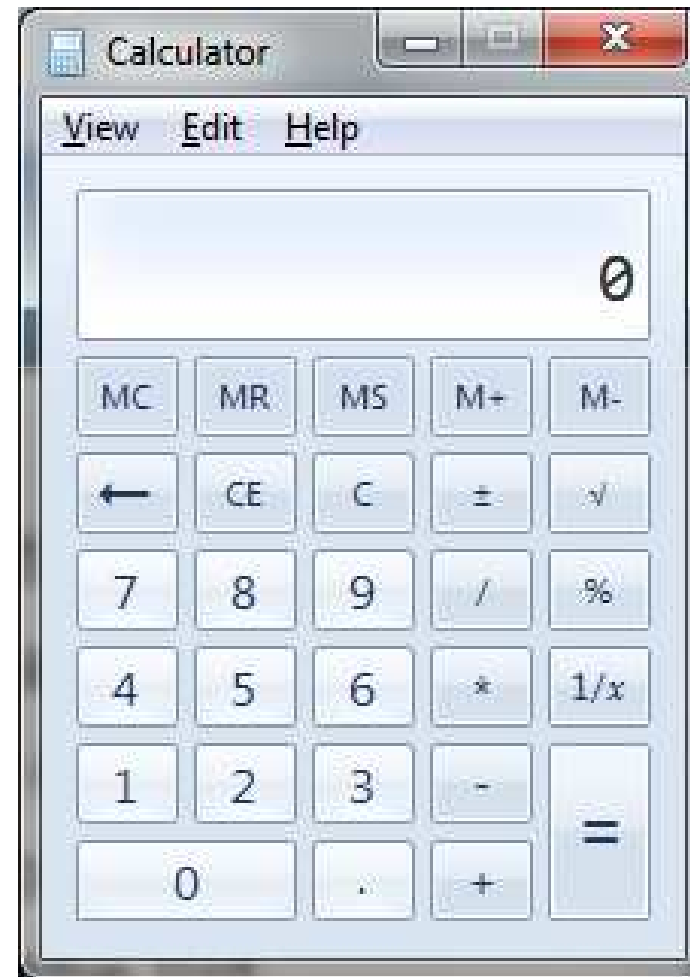 Calculator
View Edit Help
0
MC MR MS M+ M-
← CE C ± √
7 8 9 / %
4 5 6 * 1/x
1 2 3 - =
0 . +